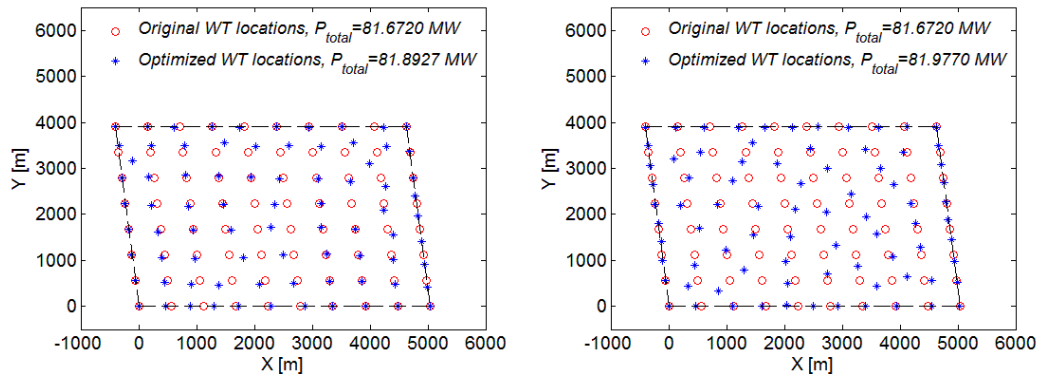 6000
Original WT locations, P_total=81.6720 MW
Optimized WT locations, P_total=81.8927 MW
5000
4000
3000
2000
1000
0
Y [m]
-1000 0 1000 2000 3000 4000 5000 6000
X [m]
6000
Original WT locations, P_total=81.6720 MW
Optimized WT locations, P_total=81.9770 MW
5000
4000
3000
2000
1000
0
Y [m]
-1000 0 1000 2000 3000 4000 5000 6000
X [m]